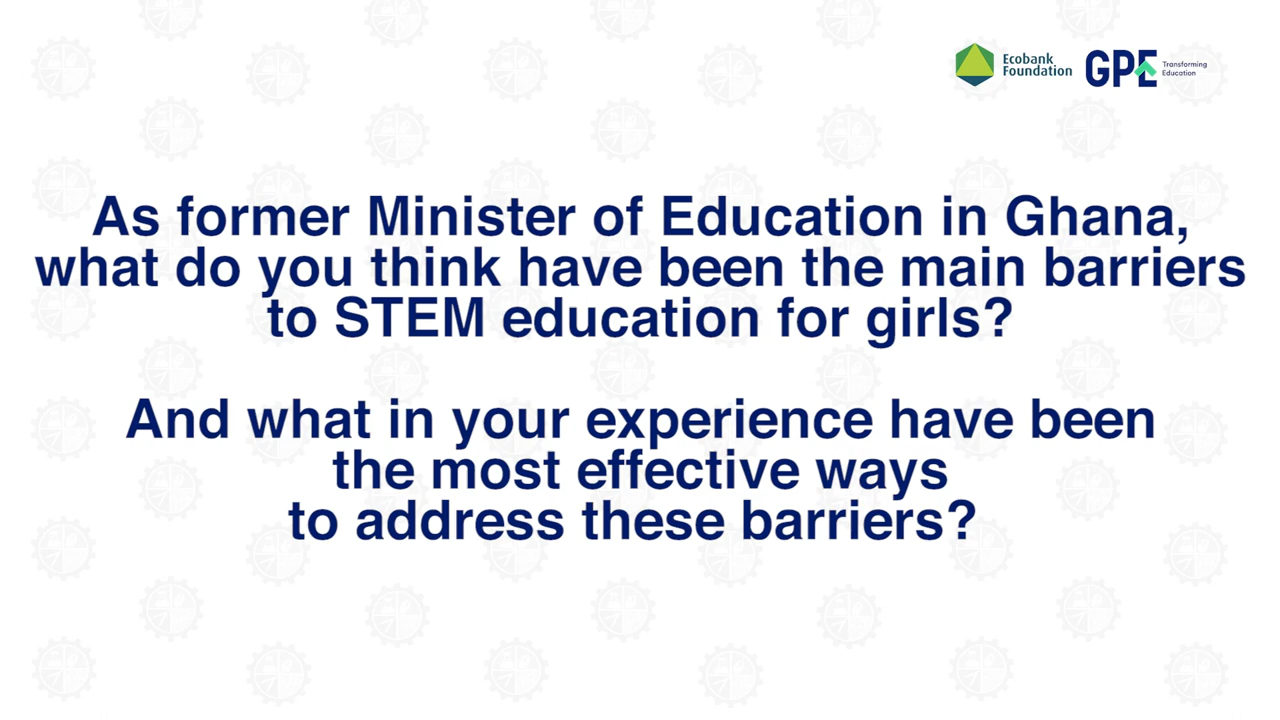 Ecobank
Foundation
GPE
Transforming
Education
As former Minister of Education in Ghana,
what do you think have been the main barriers
to STEM education for girls?
And what in your experience have been
the most effective ways
to address these barriers?